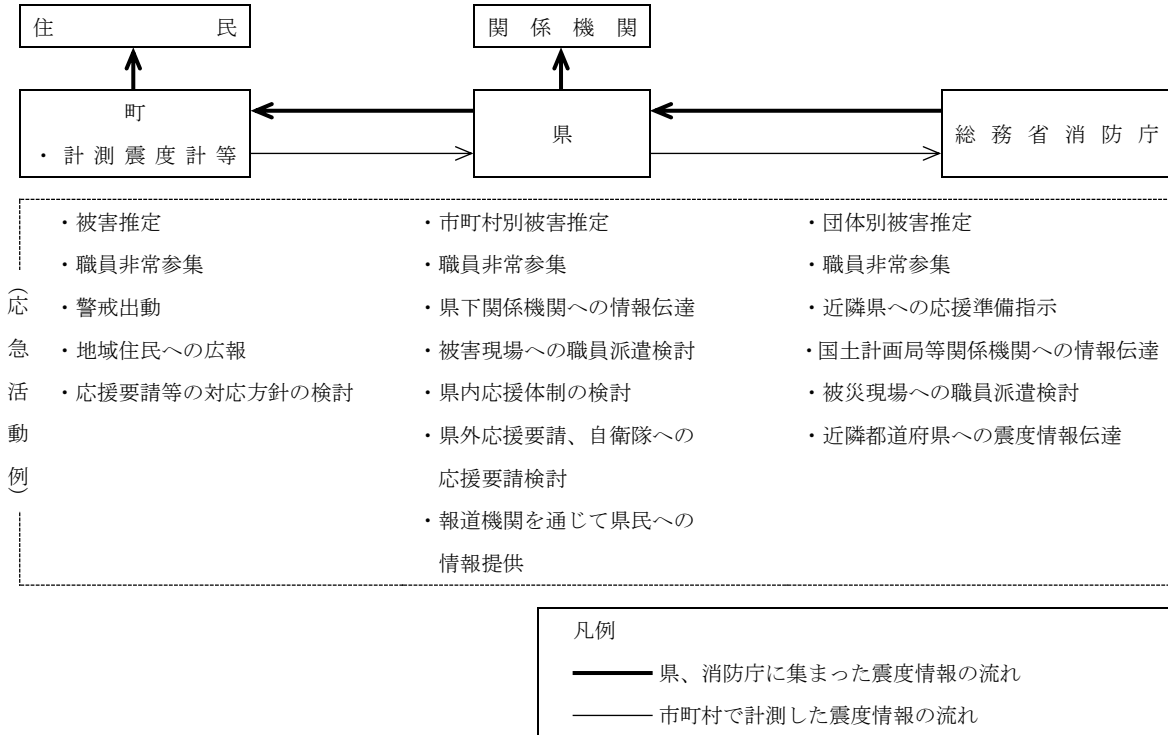 住民
関係機関
町
・計測震度計等
県
総務省消防庁
(応急活動例)
・被害推定
・職員非常参集
・警戒出動
・地域住民への広報
・応援要請等の対応方針の検討
・市町村別被害推定
・職員非常参集
・県下関係機関への情報伝達
・被害現場への職員派遣検討
・県内応援体制の検討
・県外応援要請、自衛隊への
応援要請検討
・報道機関を通じて県民への
情報提供
・団体別被害推定
・職員非常参集
・近隣県への応援準備指示
・国土計画局等関係機関への情報伝達
・被災現場への職員派遣検討
・近隣都道府県への震度情報伝達
凡例
県、消防庁に集まった震度情報の流れ
市町村で計測した震度情報の流れ